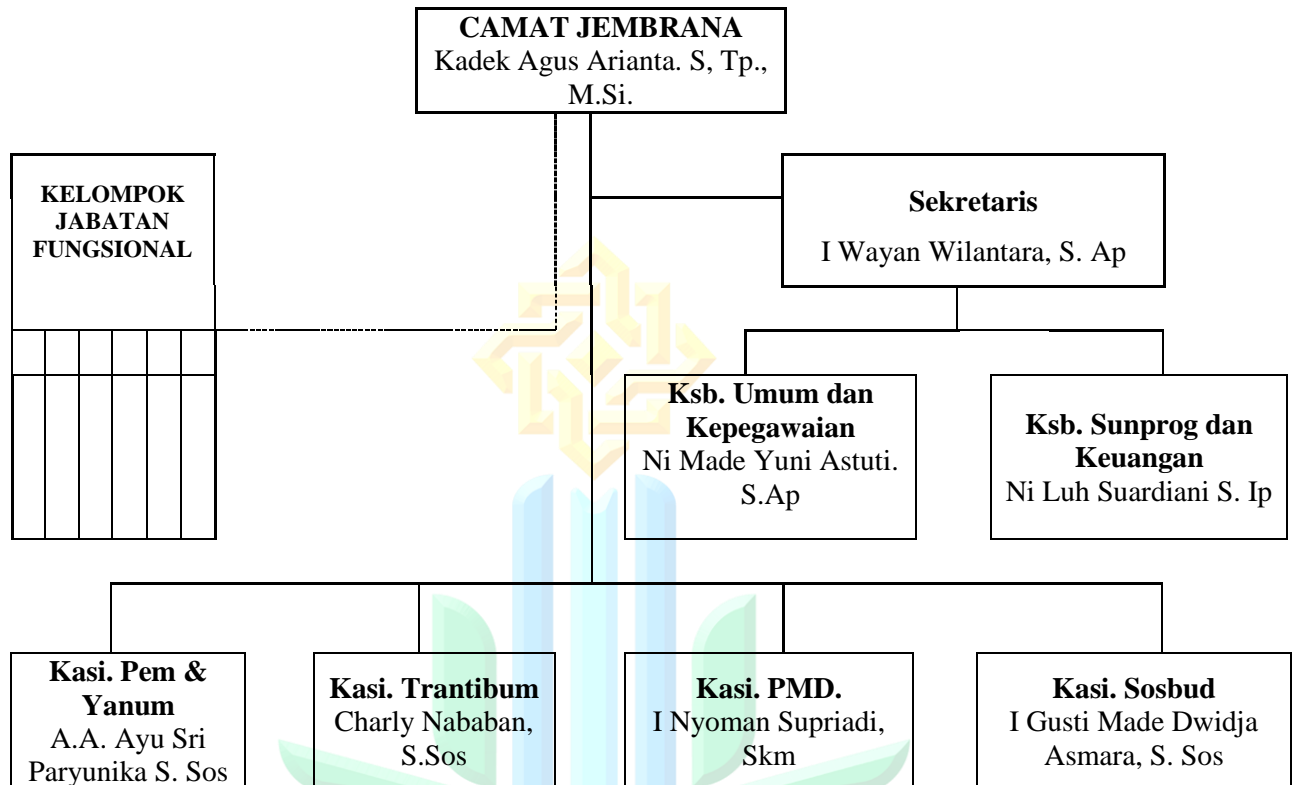 CAMAT JEMBRANA
Kadek Agus Arianta. S, Tp.,
M.Si.
KELOMPOK
JABATAN
FUNGSIONAL
Sekretaris
I Wayan Wilantara, S. Ap
Ksb. Umum dan
Kepegawaian
Ni Made Yuni Astuti.
S.Ap
Ksb. Sunprog dan
Keuangan
Ni Luh Suardiani S. Ip
Kasi. Pem &
Yanum
A.A. Ayu Sri
Paryunika S. Sos
Kasi. Trantibum
Charly Nababan,
S.Sos
Kasi. PMD.
I Nyoman Supriadi,
Skm
Kasi. Sosbud
I Gusti Made Dwidja
Asmara, S. Sos